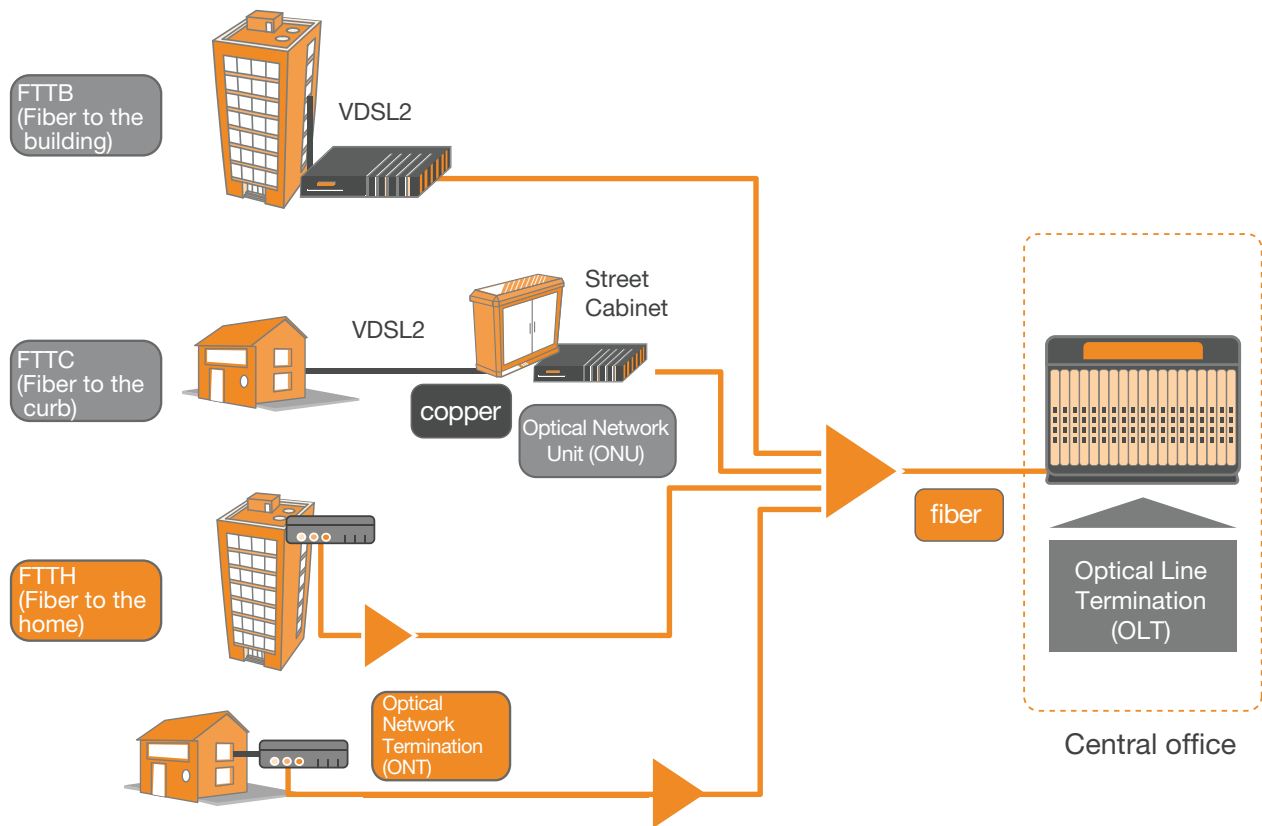 FTTB
(Fiber to the
building)
VDSL2
Street
Cabinet
VDSL2
FTTC
(Fiber to the
curb)
copper
Optical Network
Unit (ONU)
fiber
FTTH
(Fiber to the
home)
Optical Line
Termination
(OLT)
Optical
Network
Termination
(ONT)
Central office